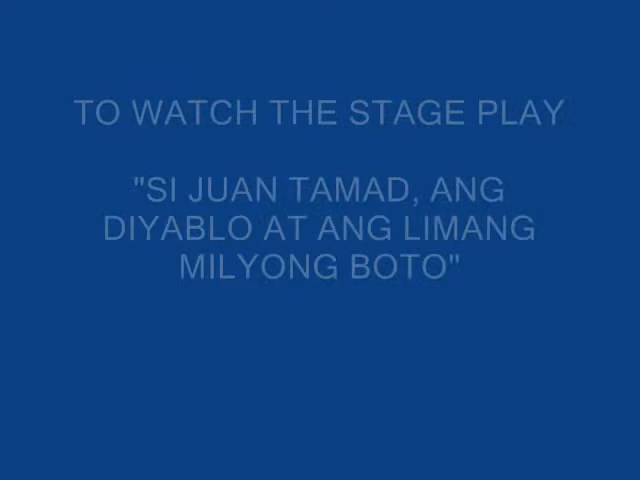 TO WATCH THE STAGE PLAY
"SI JUAN TAMAD, ANG
DIYABLO AT ANG LIMANG
MILYONG BOTO"